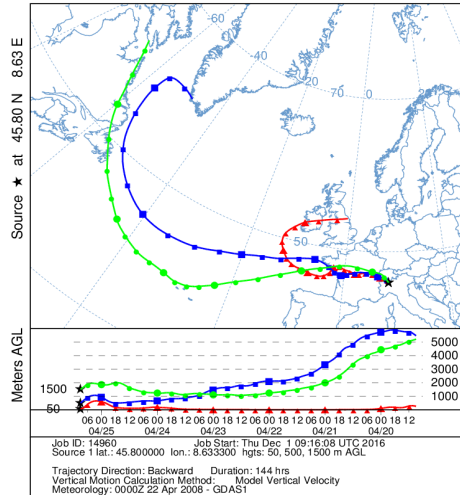 Source ★ at 45.80 N 8.63 E
60
40
20
70
0
50
Meters AGL
5000
4000
3000
2000
1000
1500
50
06 00 18 12 06 00 18 12 06 00 18 12 06 00 18 12 06 00 18 12 06 00 18 12
04/25 04/24 04/23 04/22 04/21 04/20
Job ID: 14960 Job Start: Thu Dec 1 09:16:08 UTC 2016
Source 1 lat.: 45.800000 lon.: 8.633300 hgts: 50, 500, 1500 m AGL
Trajectory Direction: Backward Duration: 144 hrs
Vertical Motion Calculation Method: Model Vertical Velocity
Meteorology: 0000Z 22 Apr 2008 - GDAS1